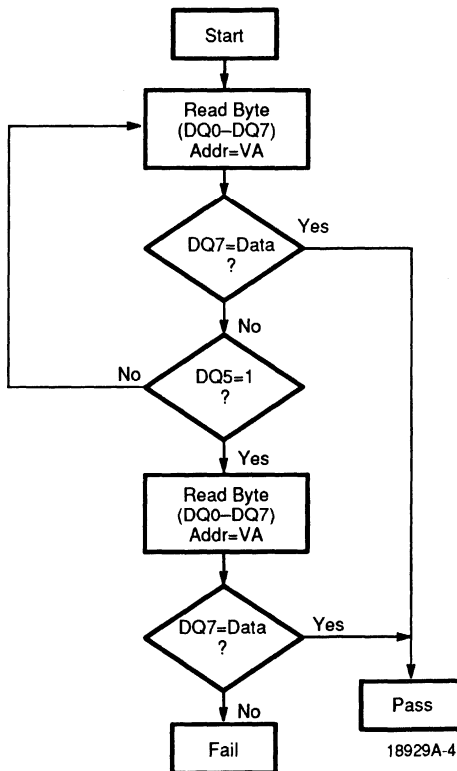 Start
Read Byte
(DQ0–DQ7)
Addr=VA
Yes
DQ7=Data
?
No
No
DQ5=1
?
Yes
Read Byte
(DQ0–DQ7)
Addr=VA
DQ7=Data
?
Yes
No
Pass
Fail
18929A-4